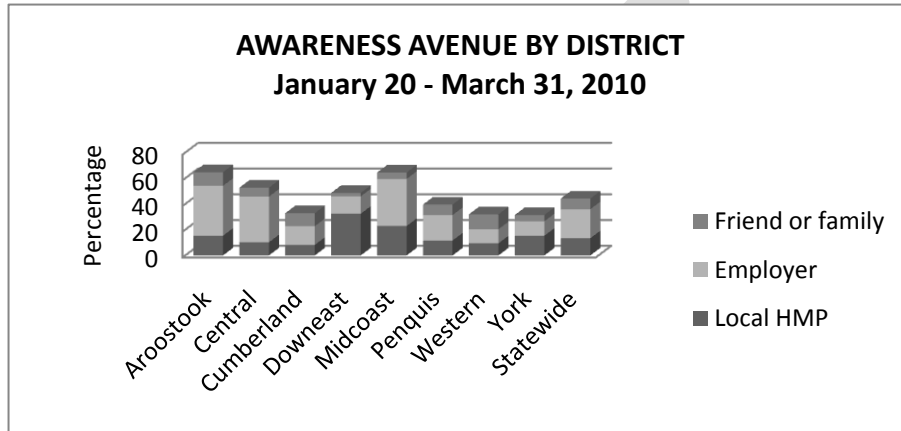 AWARENESS AVENUE BY DISTRICT
January 20 - March 31, 2010
Percentage
80
60
40
20
0
Aroostook
Central
Cumberland
Downeast
Midcoast
Penquis
Western
York
Statewide
Friend or family
Employer
Local HMP